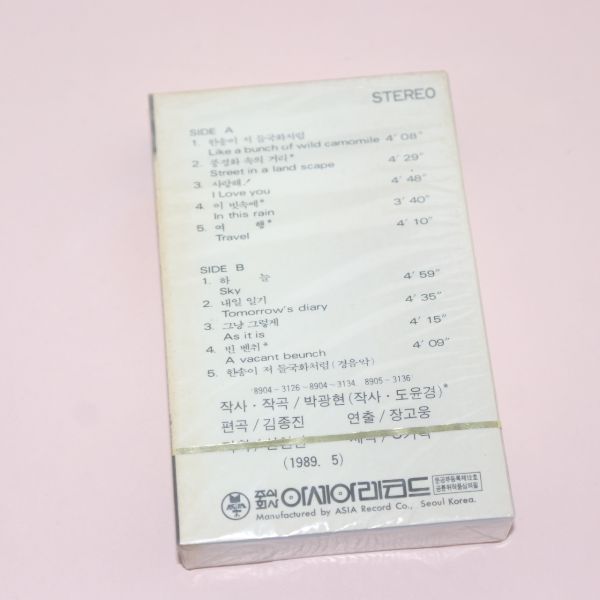 STEREO
SIDE A
1. 한송이 저 들국화처럼
Like a bunch of wild camomile 4′08″
2. 풍경화 속의 거리*
Street in a land scape 4′29″
3. 사랑해!
I Love you 4′48″
4. 이 빗속에*
In this rain 3′40″
5. 여 행*
Travel 4′10″
SIDE B
1. 하 늘
Sky 4′59″
2. 내일 일기
Tomorrow's diary 4′35″
3. 그냥 그렇게
As it is 4′15″
4. 빈 벤취*
A vacant beunch 4′09″
5. 한송이 저 들국화처럼 (경음악)
8904-3126~8904~3134 8905-3136
작사·작곡/박광현(작사·도윤경)*
편곡/김종진 연출/장고웅
(1989. 5)
주식회사 아세아레코드
Manufactured by ASIA Record Co., Seoul Korea.